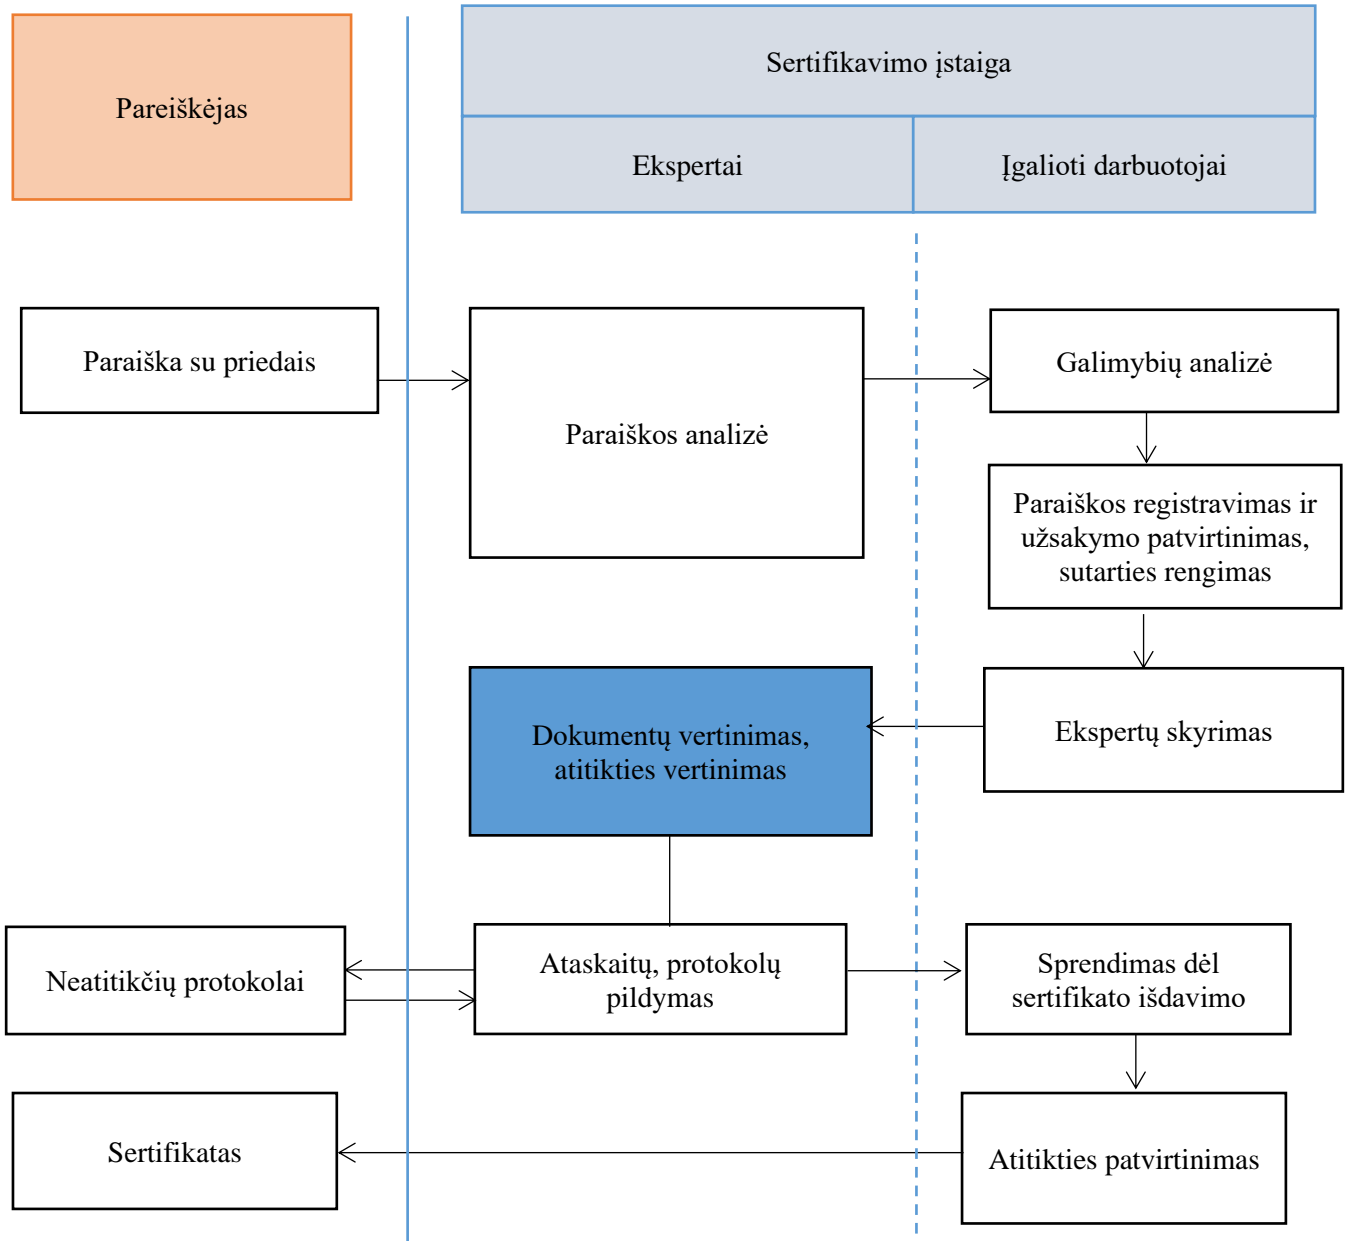 Pareiškėjas
Sertifikavimo įstaiga
Ekspertai
Įgalioti darbuotojai
Paraiška su priedais
Paraiškos analizė
Galimybių analizė
Paraiškos registravimas ir
užsakymo patvirtinimas,
sutarties rengimas
Dokumentų vertinimas,
atitikties vertinimas
Ekspertų skyrimas
Neatitikčių protokolai
Ataskaitų, protokolų
pildymas
Sprendimas dėl
sertifikato išdavimo
Sertifikatas
Atitikties patvirtinimas